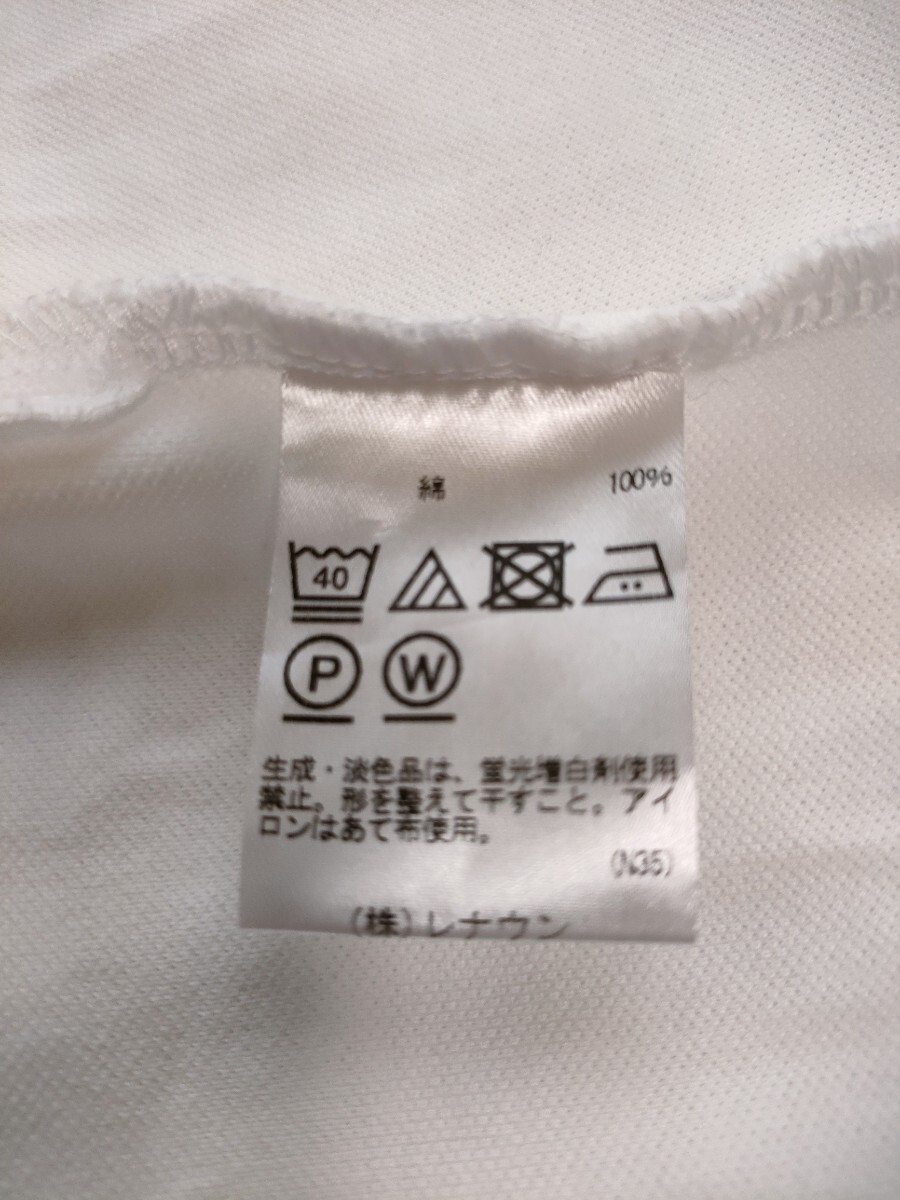 綿 100%
40
P W
生成・淡色品は、蛍光増白剤使用
禁止。形を整えて干すこと。アイ
ロンはあて布使用。
(N35)
(株)レナウン